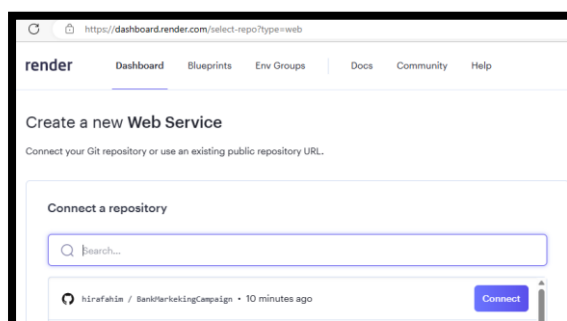 https://dashboard.render.com/select-repo?type=web
render Dashboard Blueprints Env Groups Docs Community Help
Create a new Web Service
Connect your Git repository or use an existing public repository URL.
Connect a repository
Search...
hirafahim / BankMarkekingCampaign • 10 minutes ago Connect